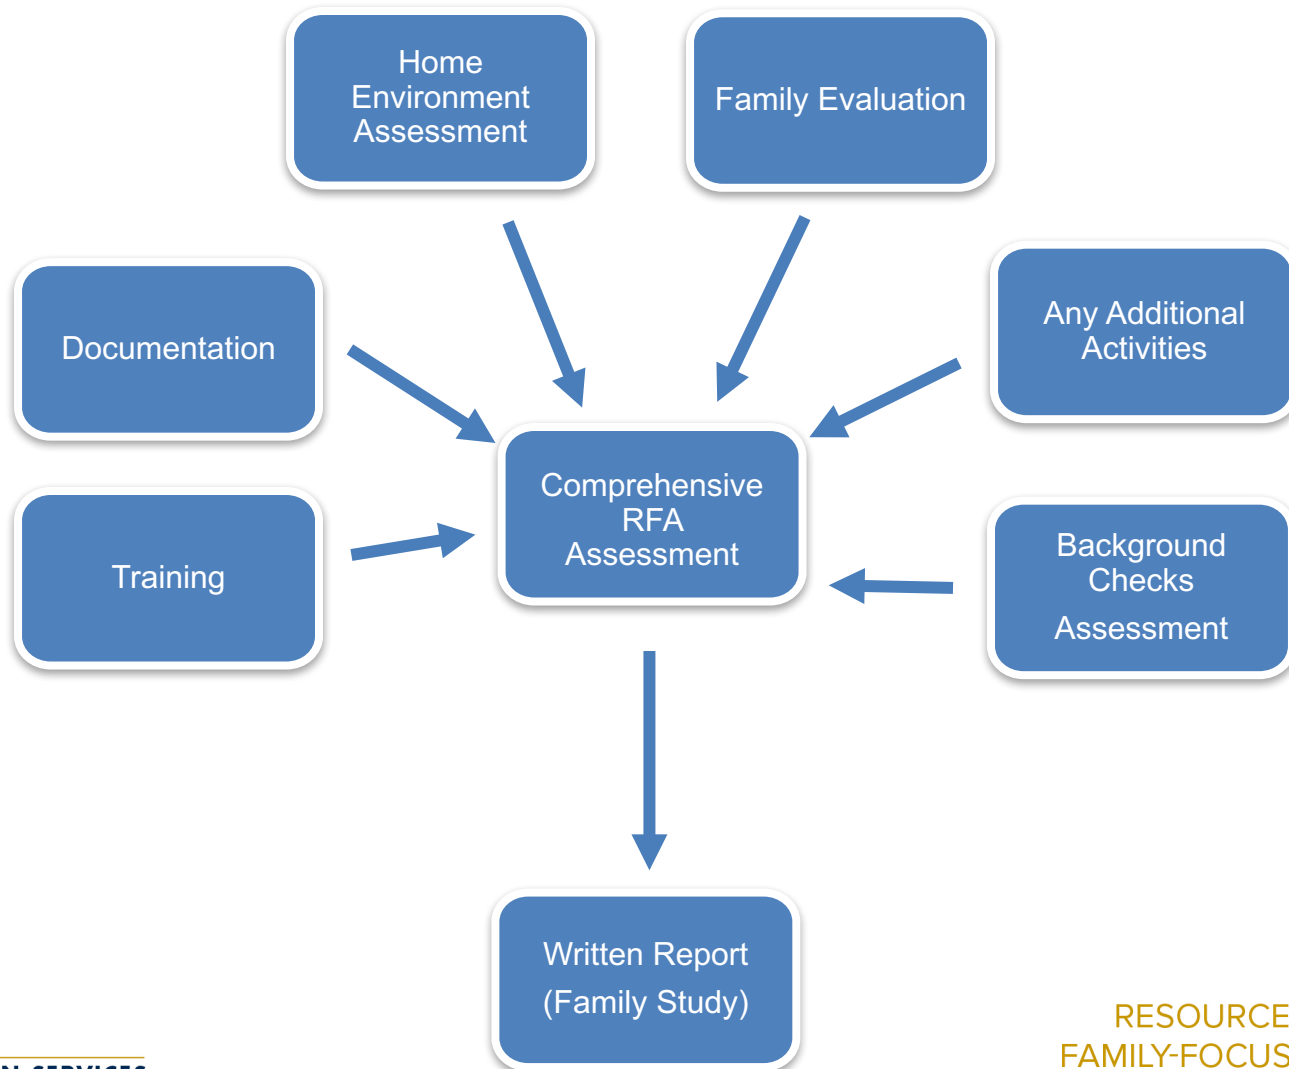 Home
Environment
Assessment
Family Evaluation
Documentation
Any Additional
Activities
Comprehensive
RFA
Assessment
Training
Background
Checks
Assessment
Written Report
(Family Study)
RESOURCE
FAMILY-FOCUS
N SERVICES